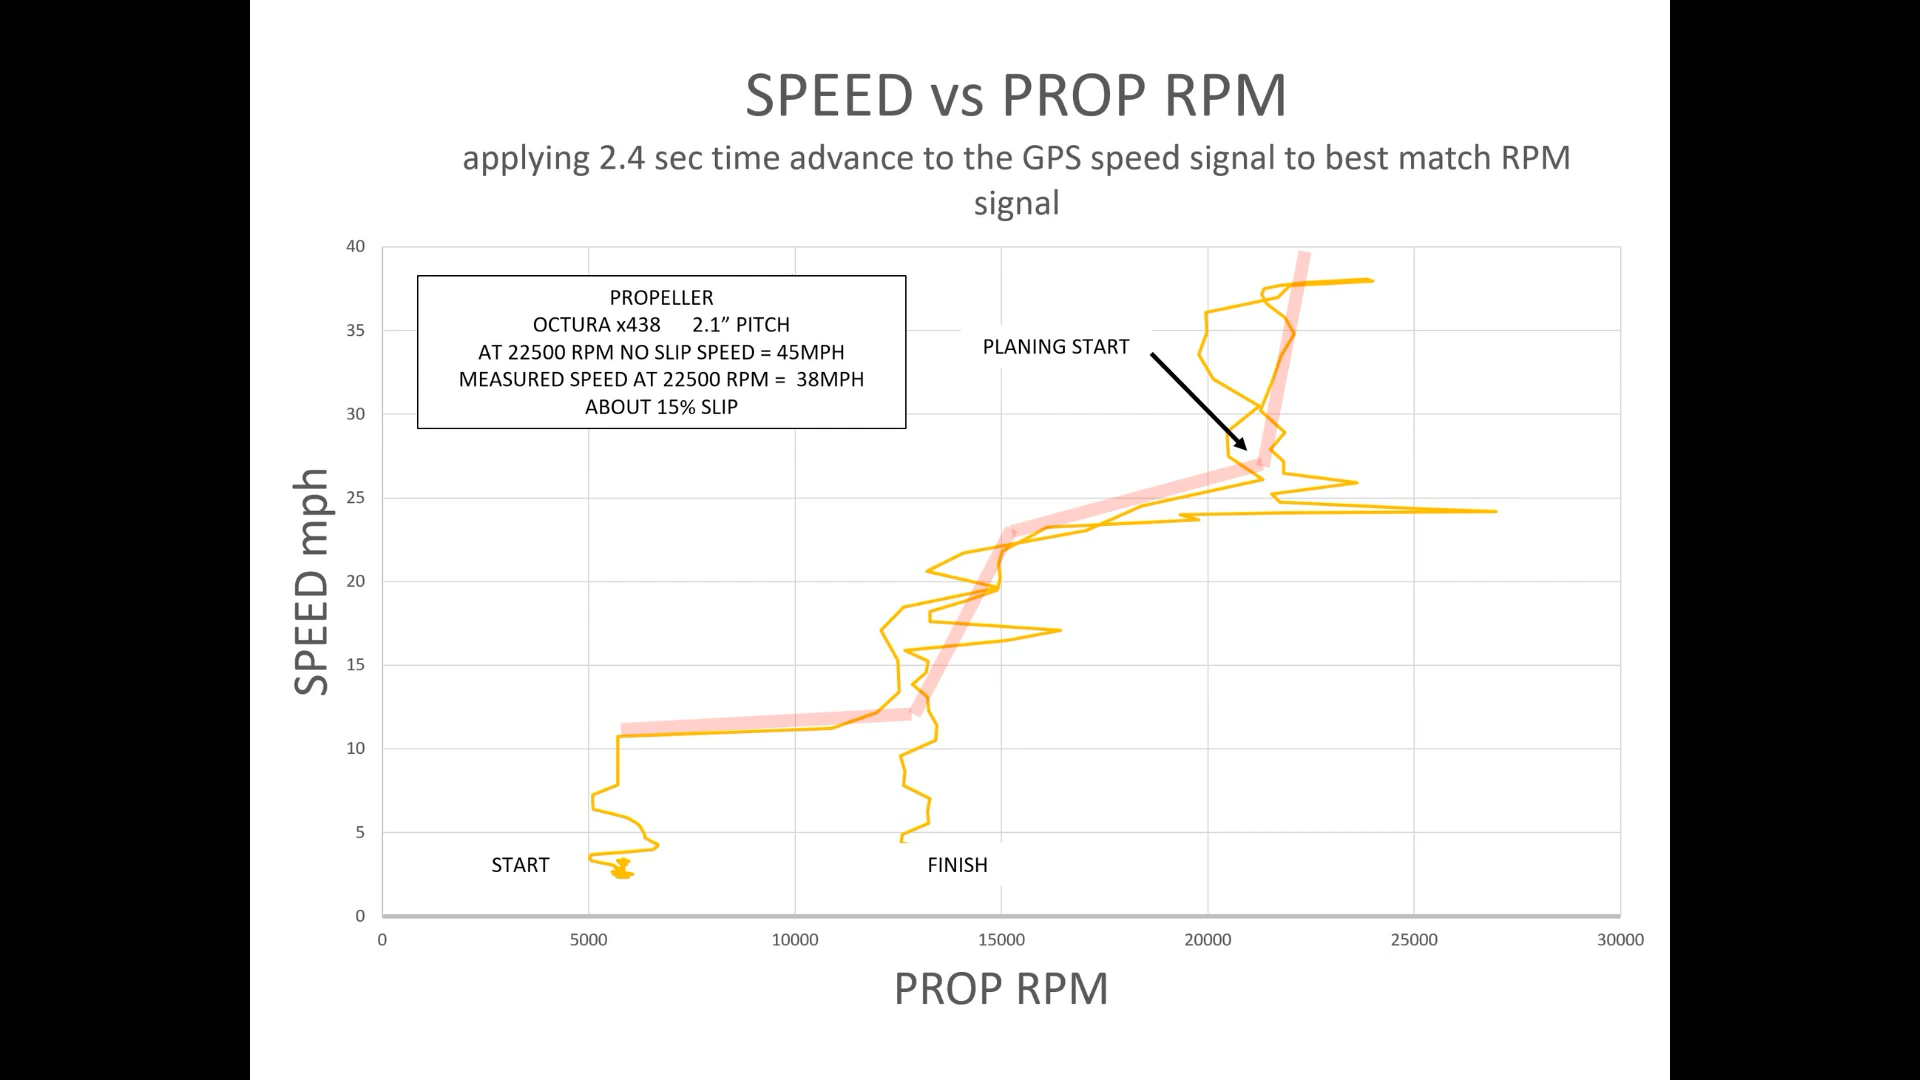 SPEED vs PROP RPM
applying 2.4 sec time advance to the GPS speed signal to best match RPM
signal
PROPELLER
OCTURA x438 2.1” PITCH
AT 22500 RPM NO SLIP SPEED = 45MPH
MEASURED SPEED AT 22500 RPM = 38MPH
ABOUT 15% SLIP
PLANING START
START
FINISH
SPEED mph
40
35
30
25
20
15
10
5
0
0 5000 10000 15000 20000 25000 30000
PROP RPM